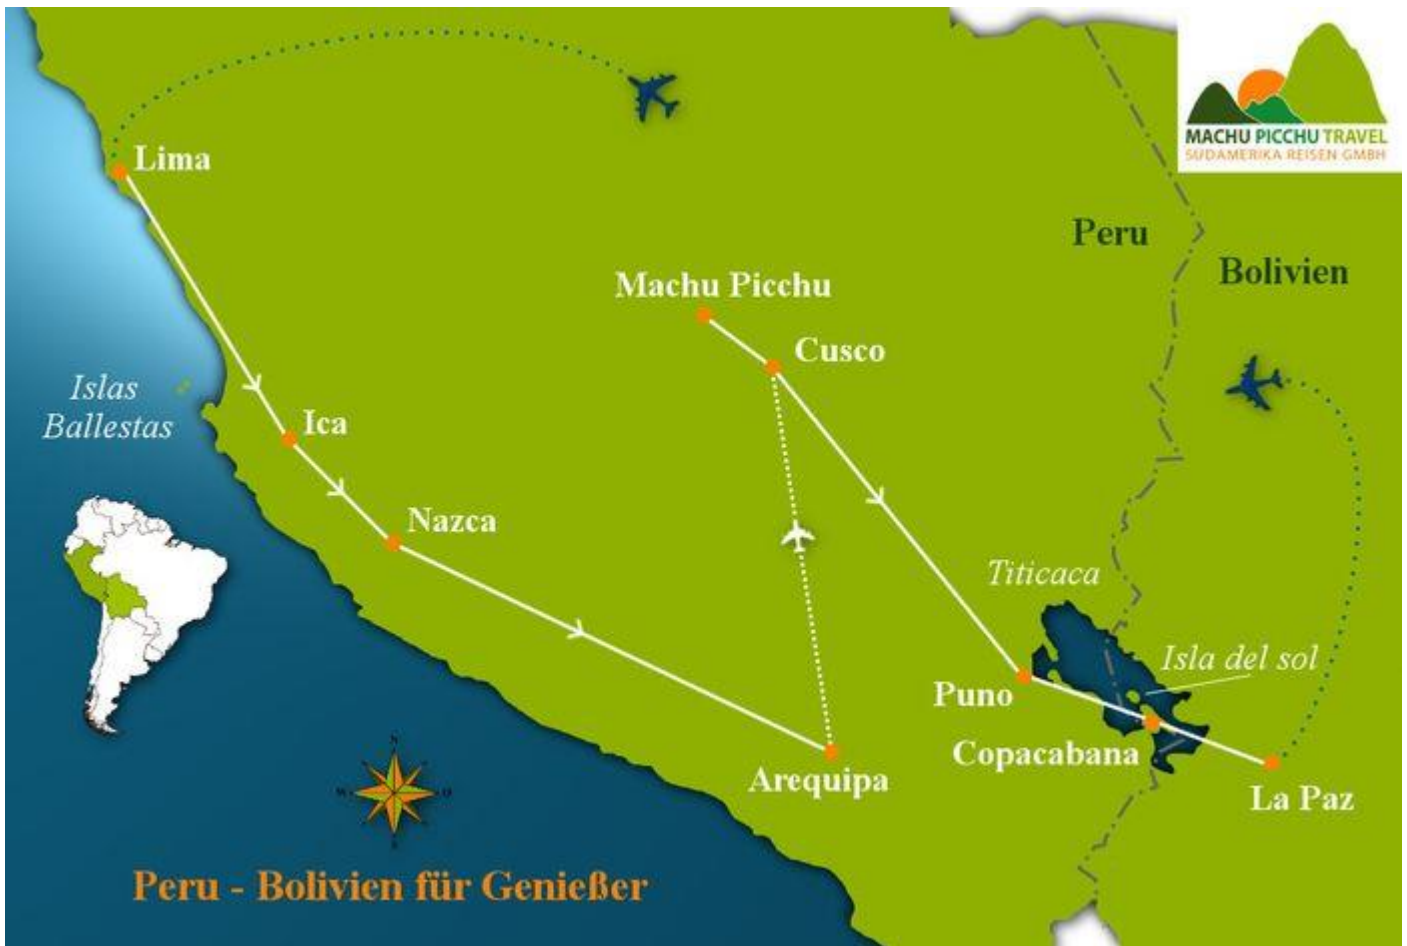 MACHU PICCHU TRAVEL
SÜDAMERIKA REISEN GMBH
Lima
Peru
Bolivien
Machu Picchu
Cusco
Islas
Ballestas
Ica
Nazca
Titicaca
Isla del sol
Puno
Copacabana
Arequipa
La Paz
N
W
O
S
Peru - Bolivien für Genießer